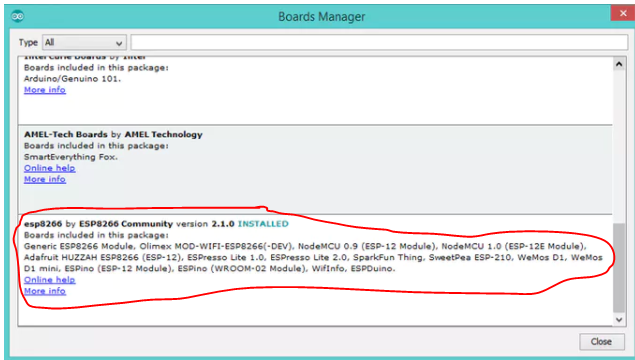 Boards Manager
Type All
Intel Curie Boards by Intel
Boards included in this package:
Arduino/Genuino 101.
More info
AMEL-Tech Boards by AMEL Technology
Boards included in this package:
SmartEverything Fox.
Online help
More info
esp8266 by ESP8266 Community version 2.1.0 INSTALLED
Boards included in this package:
Generic ESP8266 Module, Olimex MOD-WIFI-ESP8266(-DEV), NodeMCU 0.9 (ESP-12 Module), NodeMCU 1.0 (ESP-12E Module),
Adafruit HUZZAH ESP8266 (ESP-12), ESPresso Lite 1.0, ESPresso Lite 2.0, SparkFun Thing, SweetPea ESP-210, WeMos D1, WeMos
D1 mini, ESPino (ESP-12 Module), ESPino (WROOM-02 Module), WifInfo, ESPDuino.
Online help
More info
Close